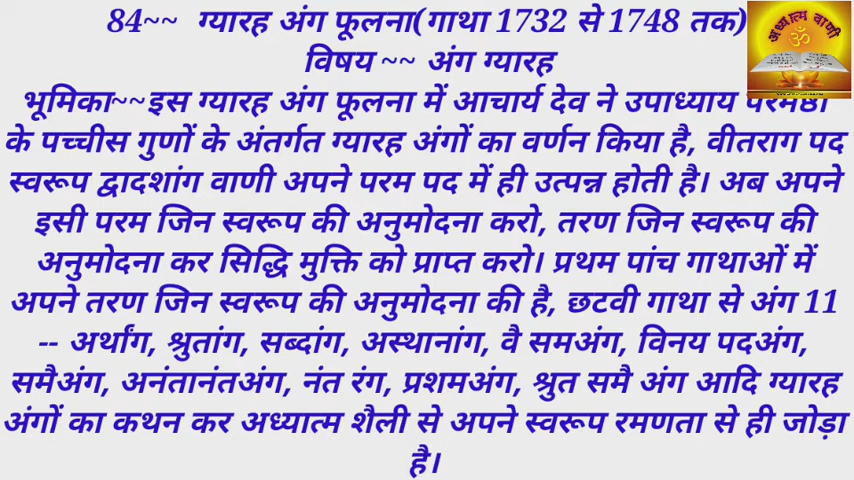 84~~ ग्यारह अंग फूलना(गाथा 1732 से 1748 तक)
विषय ~~ अंग ग्यारह
भूमिका~~इस ग्यारह अंग फूलना में आचार्य देव ने उपाध्याय परमेष्ठी
के पच्चीस गुणों के अंतर्गत ग्यारह अंगों का वर्णन किया है, वीतराग पद
स्वरूप द्वादशांग वाणी अपने परम पद में ही उत्पन्न होती है। अब अपने
इसी परम जिन स्वरूप की अनुमोदना करो, तरण जिन स्वरूप की
अनुमोदना कर सिद्धि मुक्ति को प्राप्त करो। प्रथम पांच गाथाओं में
अपने तरण जिन स्वरूप की अनुमोदना की है, छटवी गाथा से अंग 11
-- अर्थांग, श्रुतांग, सब्दांग, अस्थानांग, वै समअंग, विनय पदअंग,
समैअंग, अनंतानंतअंग, नंत रंग, प्रशमअंग, श्रुत समै अंग आदि ग्यारह
अंगों का कथन कर अध्यात्म शैली से अपने स्वरूप रमणता से ही जोड़ा
है।
अध्यात्म वाणी
ॐ